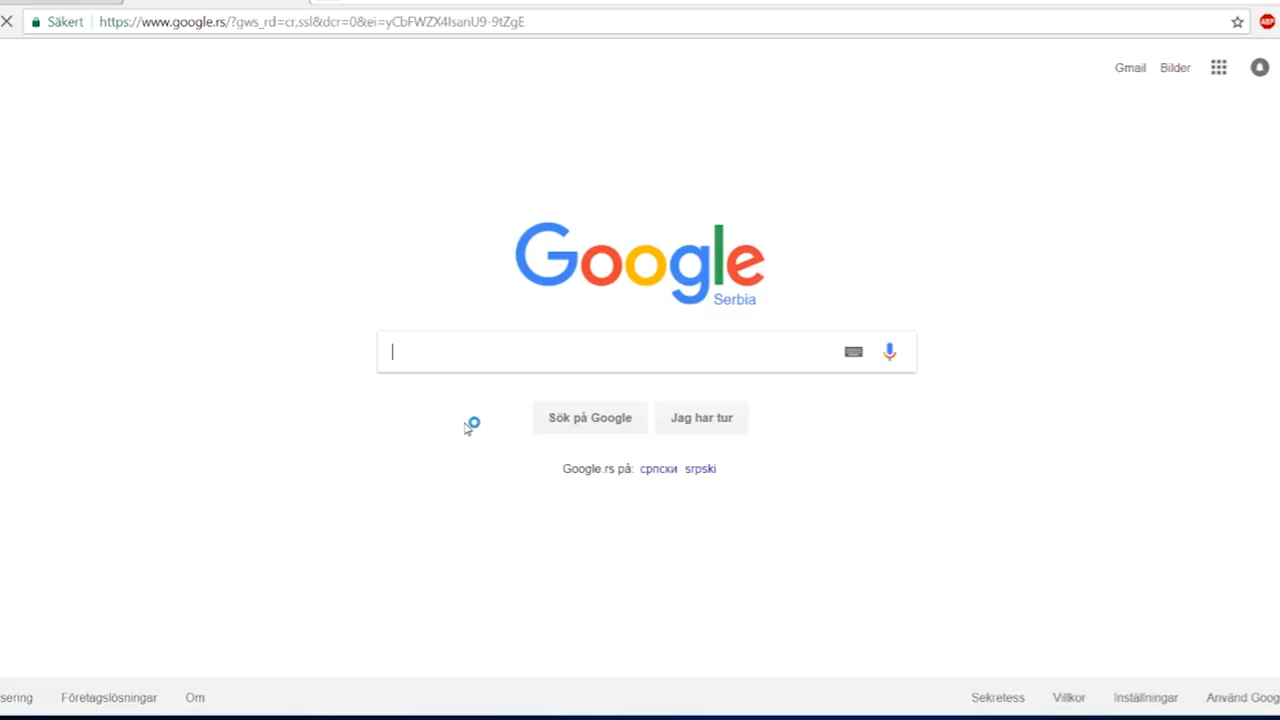 Säkert https://www.google.rs/?gws_rd=cr,ssl&dcr=0&ei=yCbFWZX4IsanU9-9tZgE
ABP
Gmail Bilder
Google
Serbia
Sök på Google Jag har tur
Google.rs på: српски srpski
Företagslösningar Om Sekretess Villkor Inställningar Använd Goog